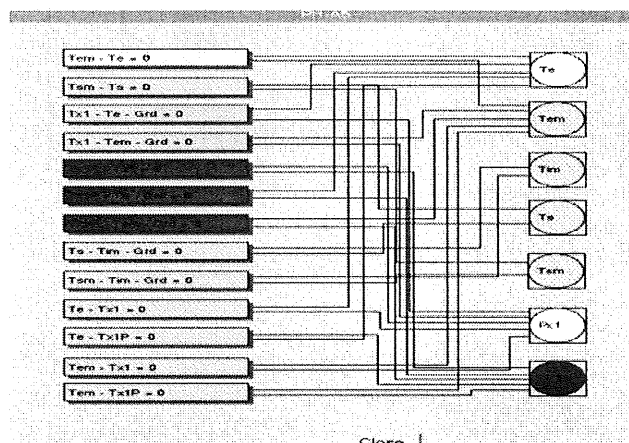 Tem - Te = 0
Tsm - Ts = 0
Tx1 - Te - Grd = 0
Tx1 - Tem - Grd = 0
Ts - Tim - Grd = 0
Tsm - Tim - Grd = 0
Te - Tx1 = 0
Te - Tx1P = 0
Tem - Tx1 = 0
Tem - Tx1P = 0
Te
Tem
Tim
Ts
Tsm
Px1
Close